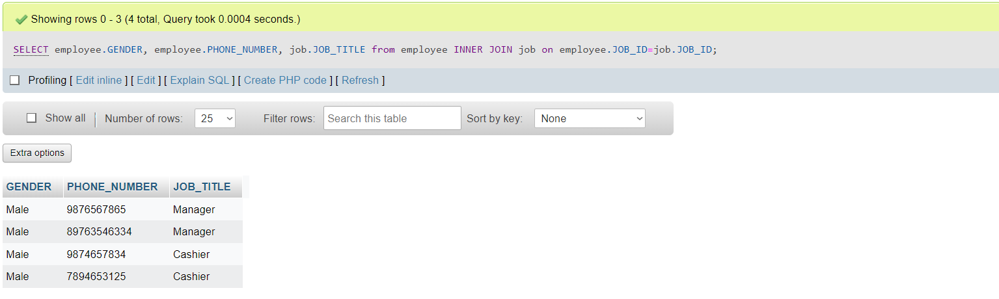 Showing rows 0 - 3 (4 total, Query took 0.0004 seconds.)
SELECT employee.GENDER, employee.PHONE_NUMBER, job.JOB_TITLE from employee INNER JOIN job on employee.JOB_ID=job.JOB_ID;
Profiling [ Edit inline ] [ Edit ] [ Explain SQL ] [ Create PHP code ] [ Refresh ]
Show all | Number of rows: 25 Filter rows: Search this table Sort by key: None
Extra options
GENDER PHONE_NUMBER JOB_TITLE
Male 9876567865 Manager
Male 89763546334 Manager
Maie 9874657834 Cashier
Male 7894653125 Cashier